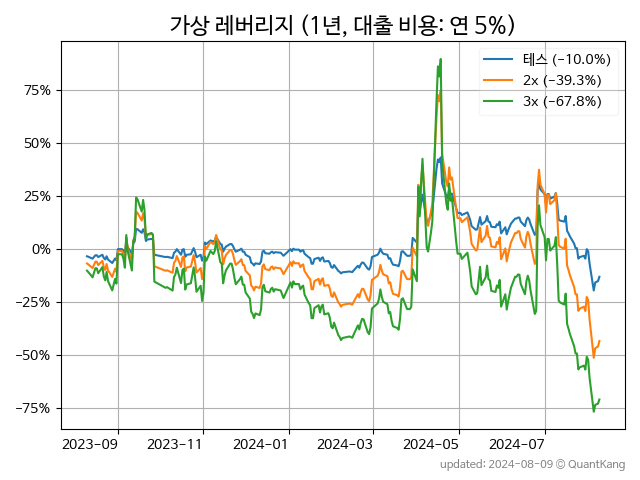 가상 레버리지 (1년, 대출 비용: 연 5%)
테스 (−10.0%)
2x (−39.3%)
3x (−67.8%)
75%
50%
25%
0%
−25%
−50%
−75%
2023-09 2023-11 2024-01 2024-03 2024-05 2024-07
updated: 2024-08-09 © QuantKang